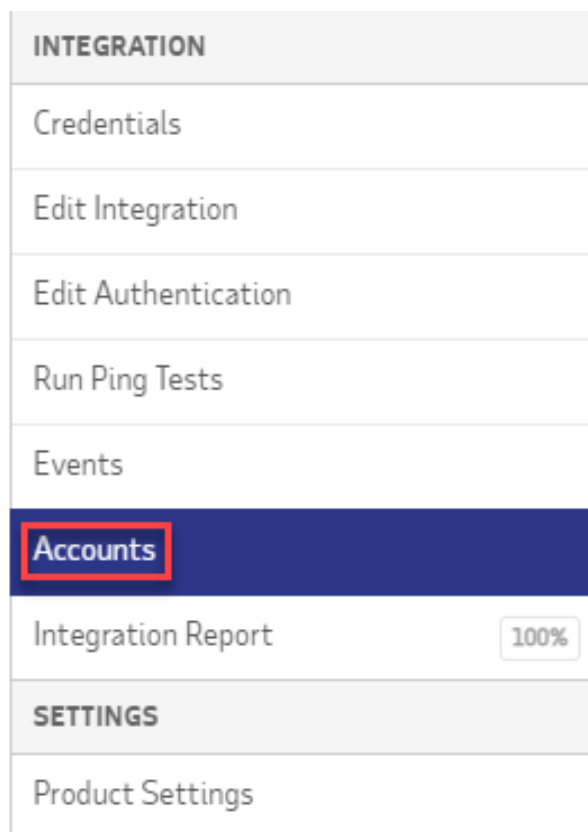 INTEGRATION
Credentials
Edit Integration
Edit Authentication
Run Ping Tests
Events
Accounts
Integration Report 100%
SETTINGS
Product Settings